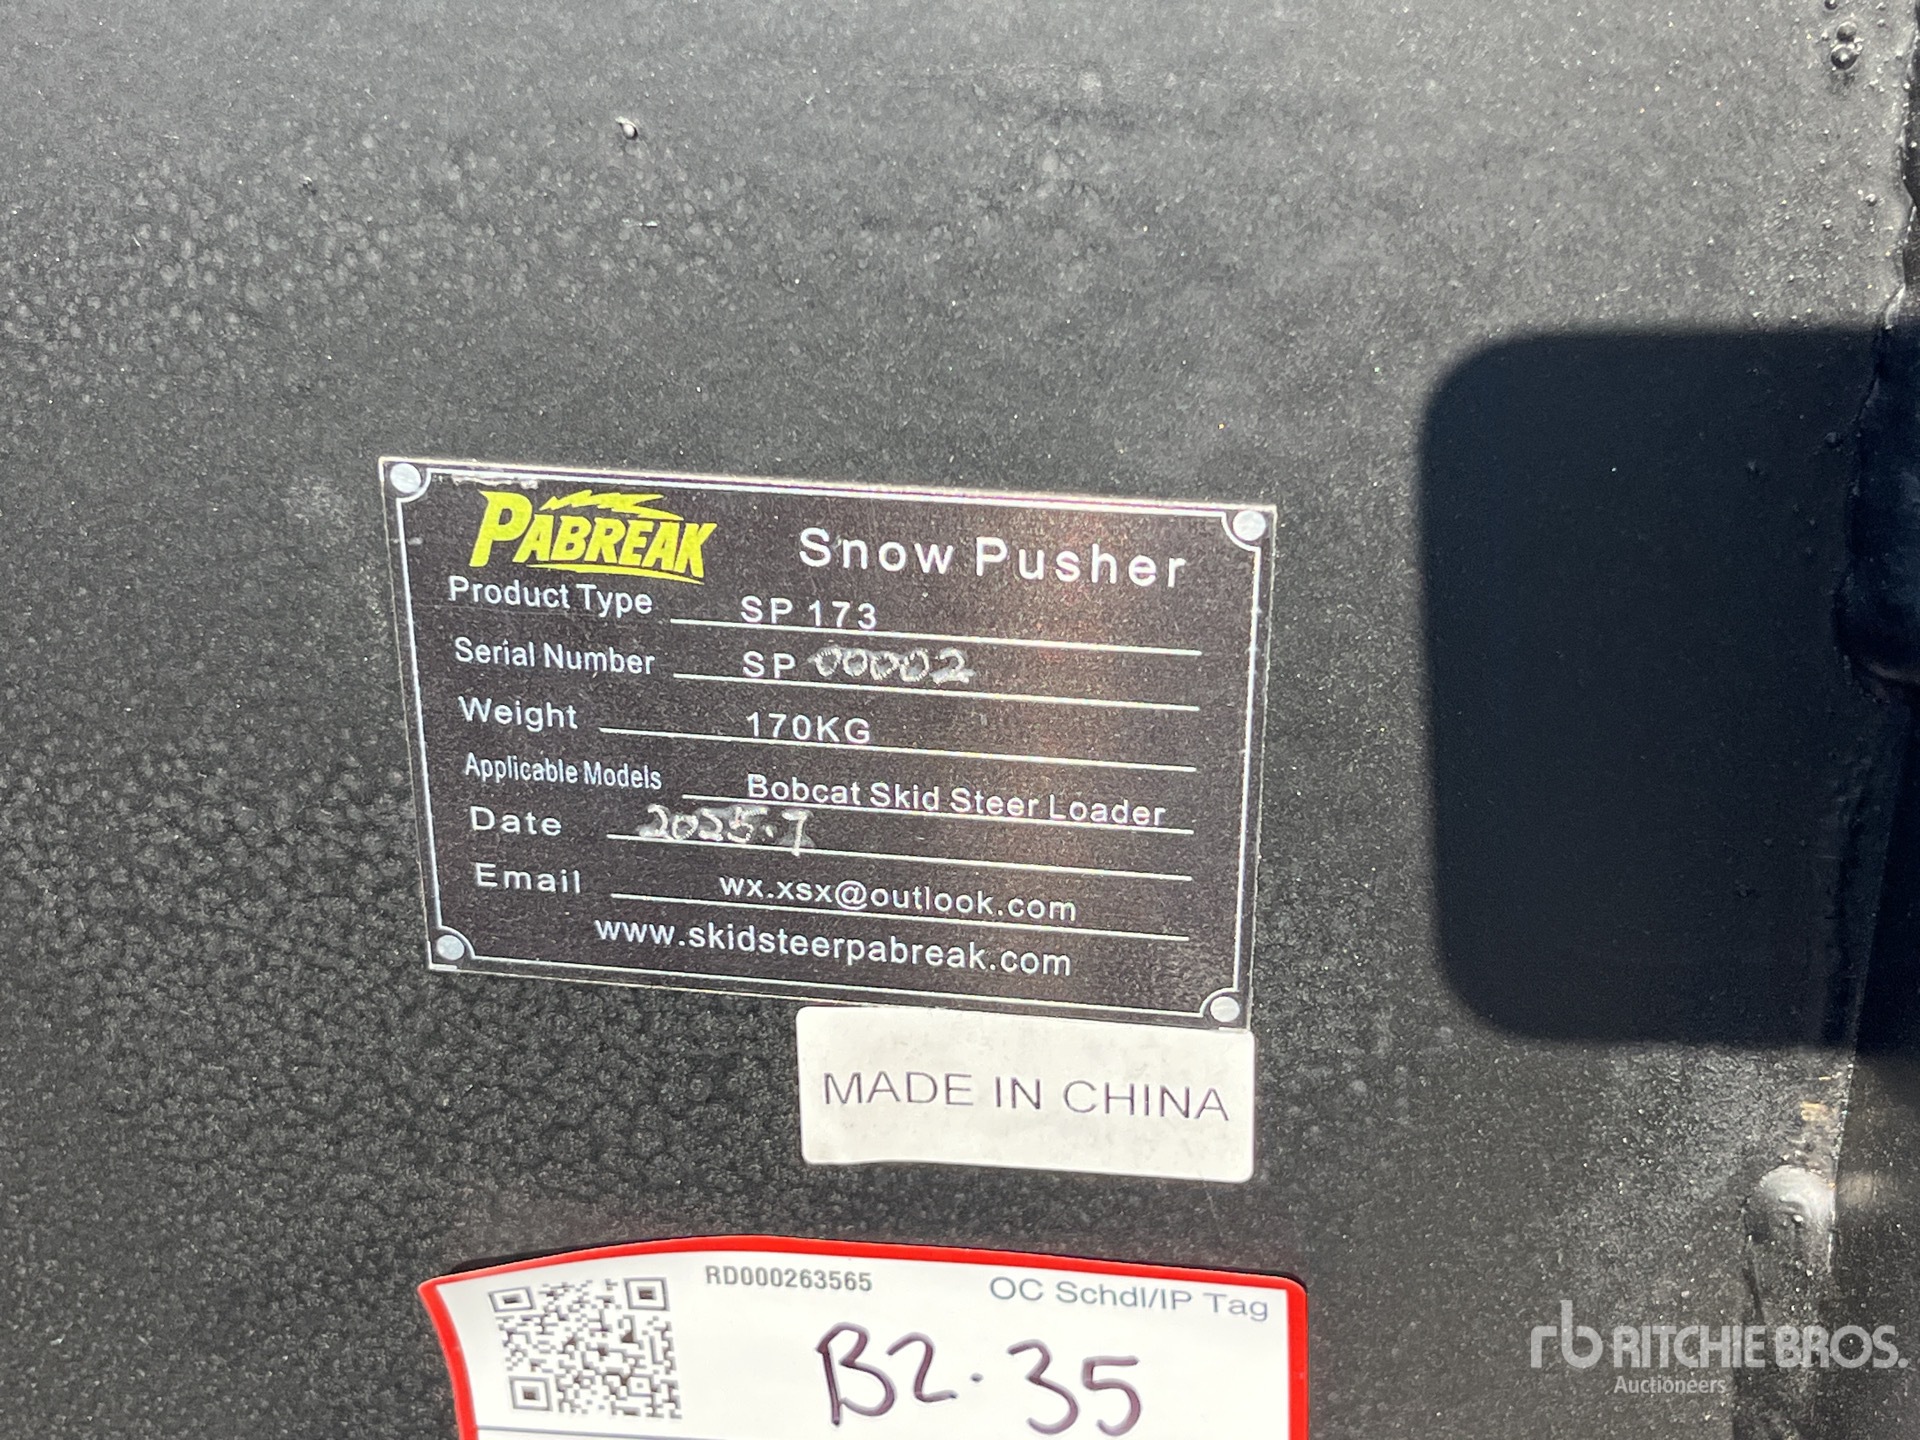 PABREAK Snow Pusher
Product Type SP 173
Serial Number SP 00002
Weight 170KG
Applicable Models Bobcat Skid Steer Loader
Date 2025.7
Email wx.xsx@outlook.com
www.skidsteerpabreak.com
MADE IN CHINA
RD000263565 OC Schdl/IP Tag
B2.35
rb RITCHIE BROS.
Auctioneers